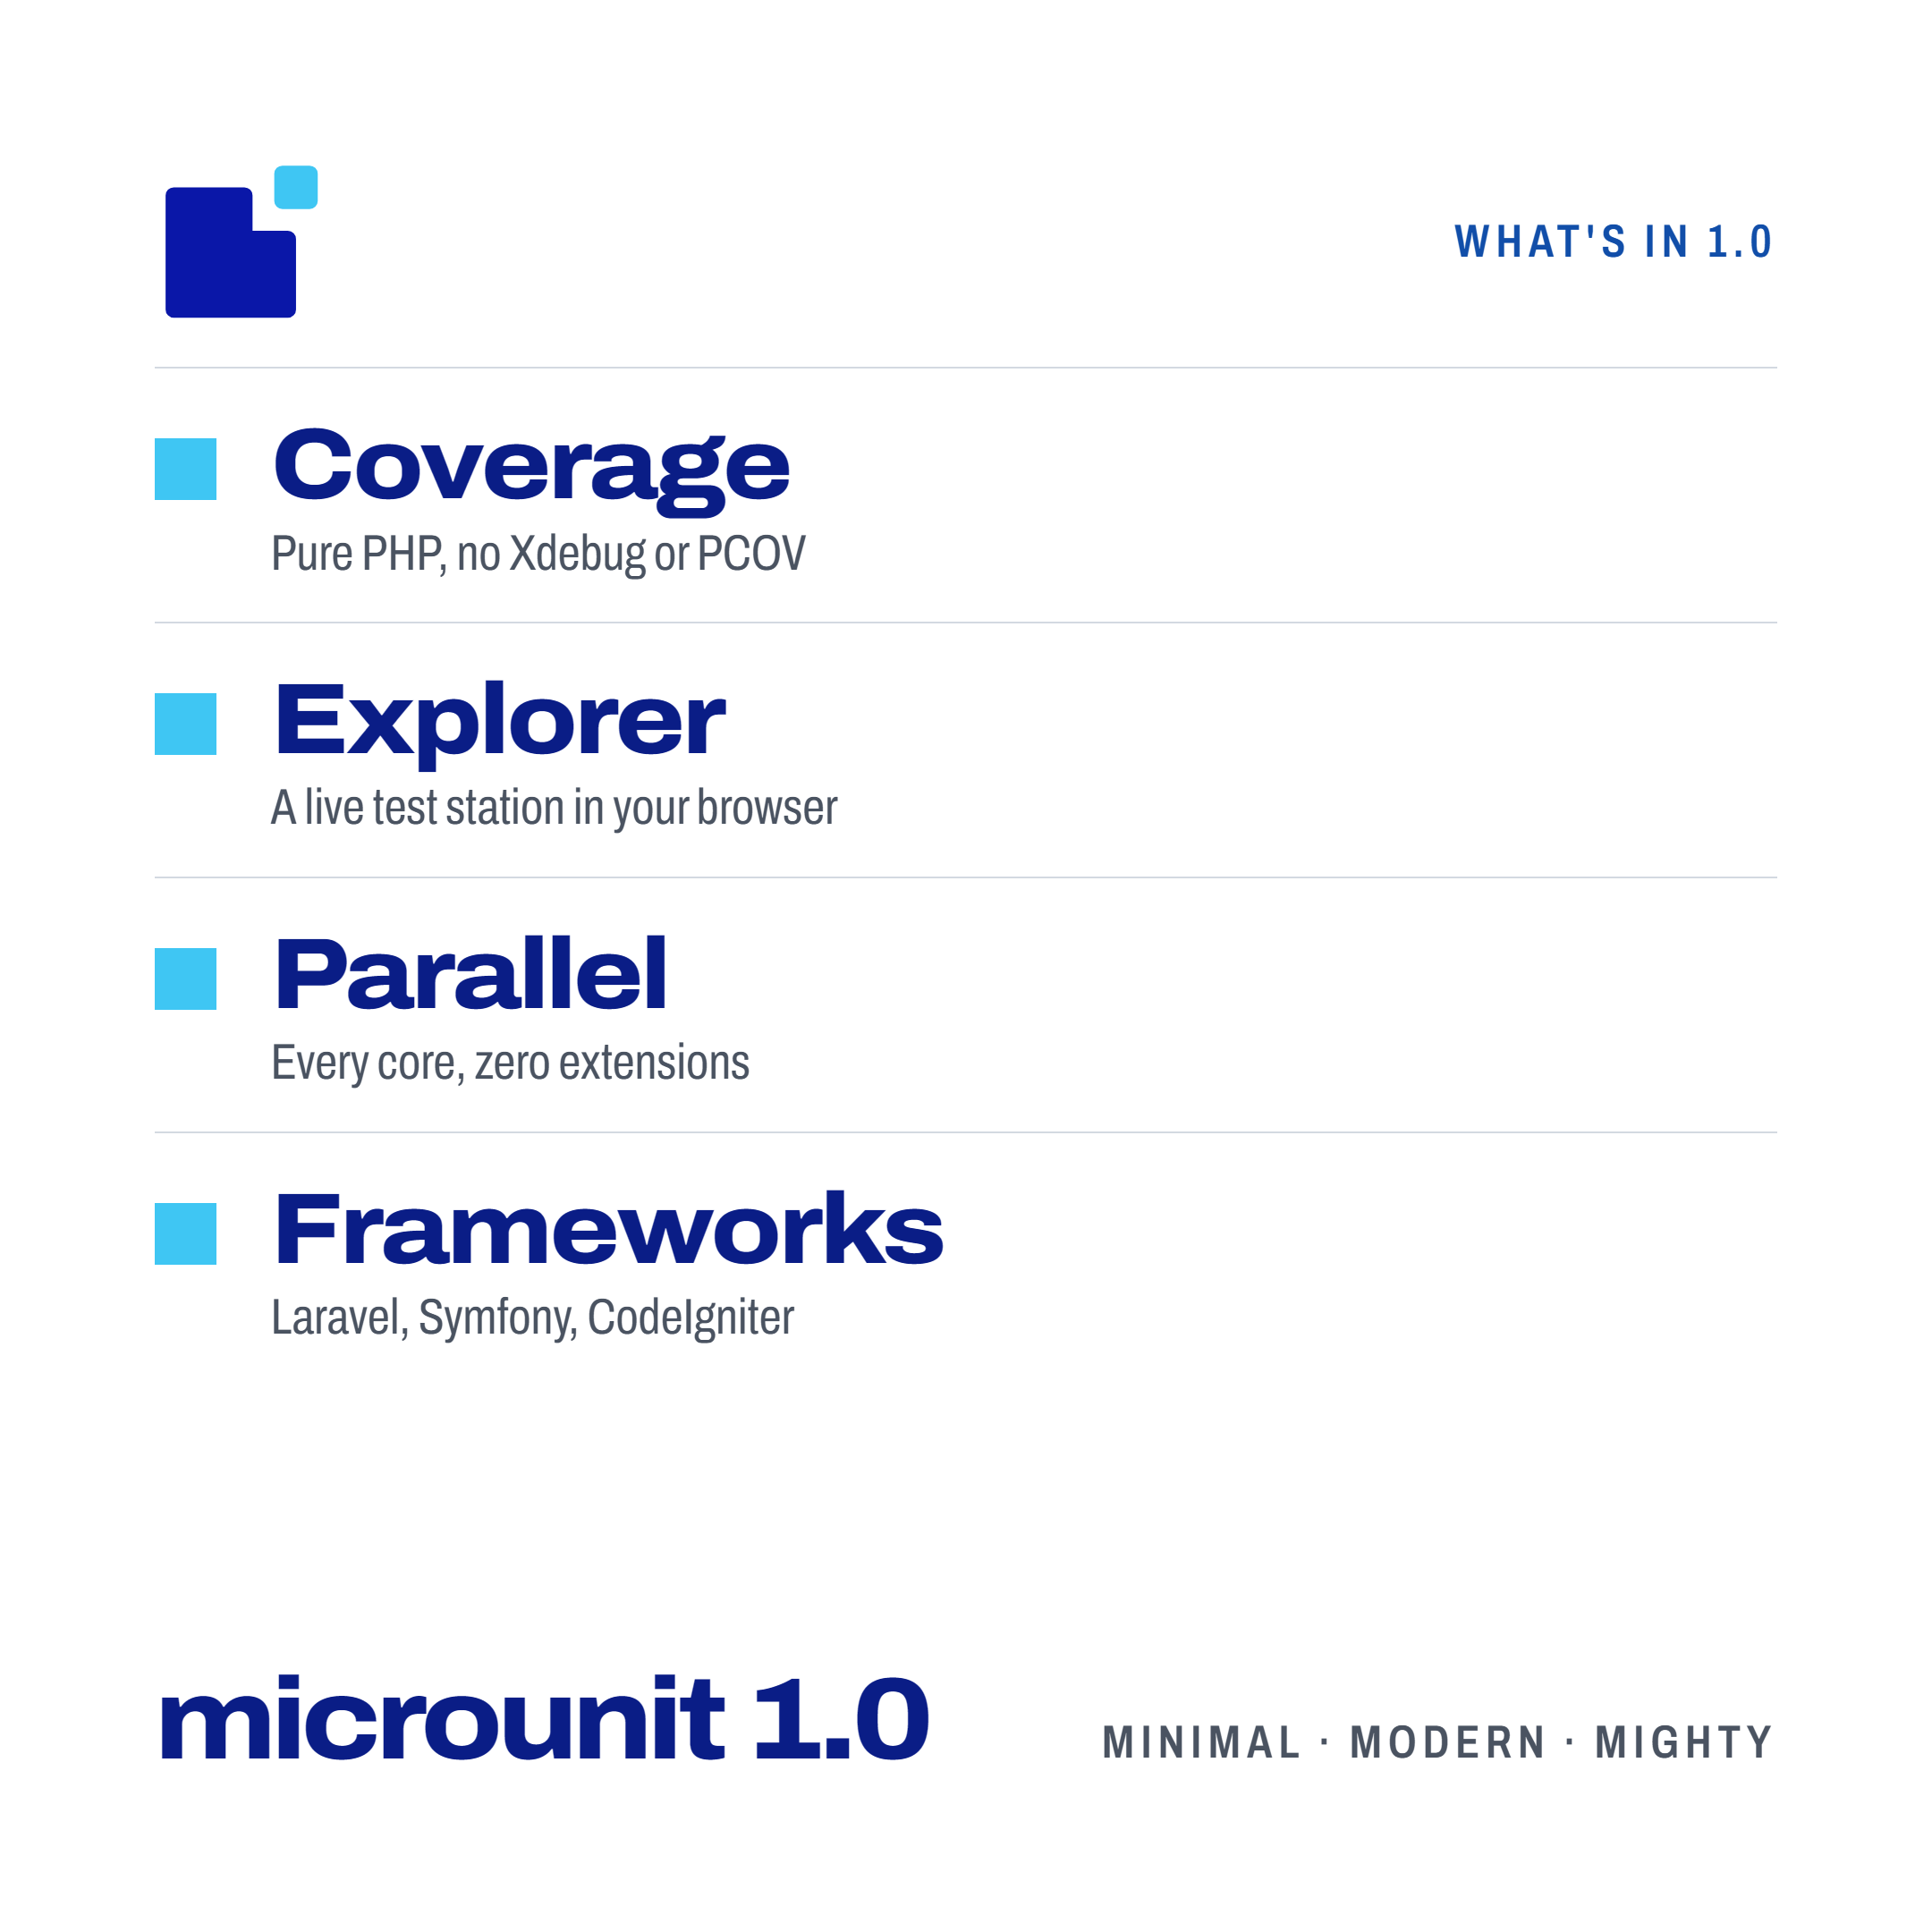 WHAT'S IN 1.0
Coverage
Pure PHP, no Xdebug or PCOV
Explorer
A live test station in your browser
Parallel
Every core, zero extensions
Frameworks
Laravel, Symfony, CodeIgniter
microunit 1.0
MINIMAL · MODERN · MIGHTY